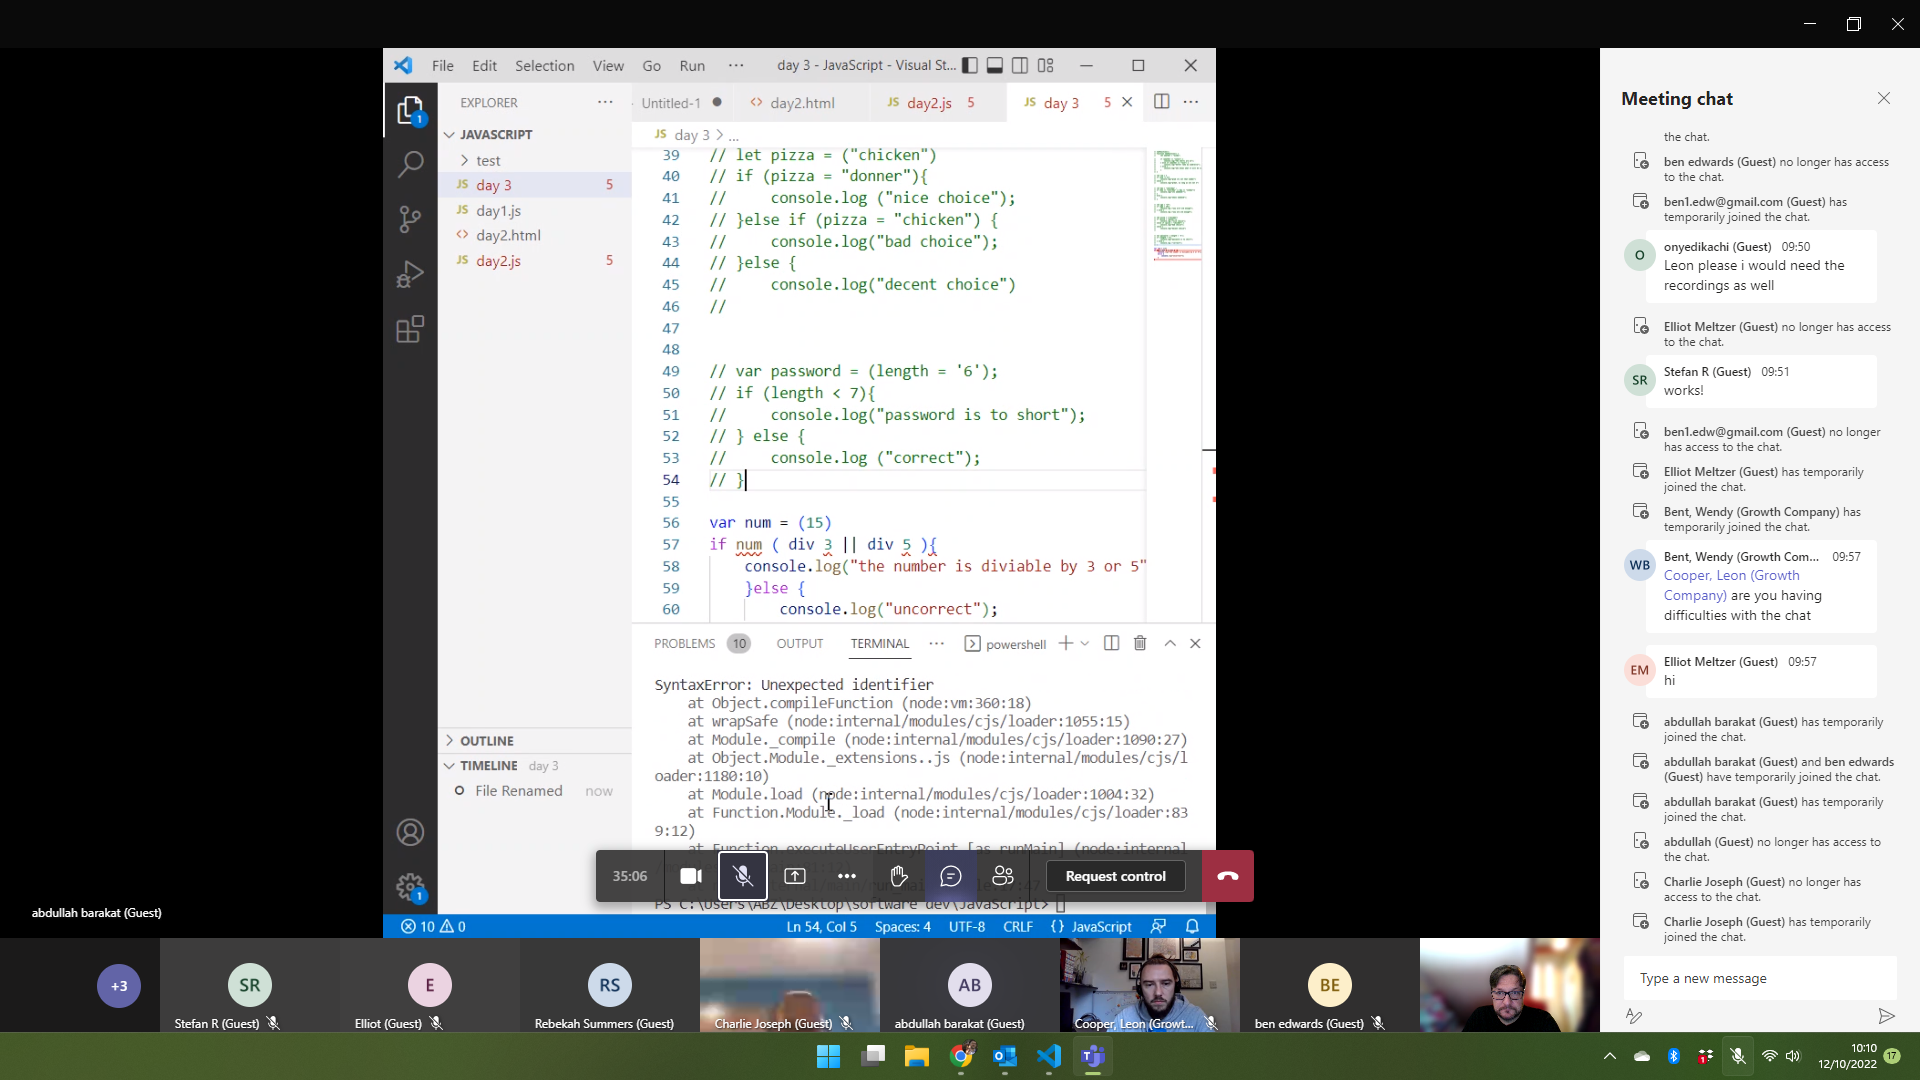 File Edit Selection View Go Run ··· day 3 - JavaScript - Visual St...
EXPLORER ···
JAVASCRIPT
test
JS day 3 5
JS day1.js
<> day2.html
JS day2.js 5
OUTLINE
TIMELINE day 3
File Renamed now
1
1
Untitled-1 ● <> day2.html JS day2.js 5 JS day 3 5
JS day 3 > ...
39 // let pizza = ("chicken")
40 // if (pizza = "donner"){
41 //     console.log ("nice choice");
42 // }else if (pizza = "chicken") {
43 //     console.log("bad choice");
44 // }else {
45 //     console.log("decent choice")
46 //
47
48
49 // var password = (length = '6');
50 // if (length < 7){
51 //     console.log("password is to short");
52 // } else {
53 //     console.log ("correct");
54 // }
55
56 var num = (15)
57 if num ( div 3 || div 5 ){
58     console.log("the number is diviable by 3 or 5"
59     }else {
60         console.log("uncorrect");
PROBLEMS 10 OUTPUT TERMINAL ··· powershell
SyntaxError: Unexpected identifier
at Object.compileFunction (node:vm:360:18)
at wrapSafe (node:internal/modules/cjs/loader:1055:15)
at Module._compile (node:internal/modules/cjs/loader:1090:27)
at Object.Module._extensions..js (node:internal/modules/cjs/l
oader:1180:10)
at Module.load (node:internal/modules/cjs/loader:1004:32)
at Function.Module._load (node:internal/modules/cjs/loader:83
9:12)
at Function.executeUserEntryPoint [as runMain] (node:internal
PS C:\Users\ABZ\Desktop\software dev\JavaScript>
35:06 Request control
10 0 Ln 54, Col 5 Spaces: 4 UTF-8 CRLF {} JavaScript
abdullah barakat (Guest)
+3
SR
Stefan R (Guest)
E
Elliot (Guest)
RS
Rebekah Summers (Guest)
Charlie Joseph (Guest)
AB
abdullah barakat (Guest)
Cooper, Leon (Growt...
BE
ben edwards (Guest)
Meeting chat
the chat.
ben edwards (Guest) no longer has access
to the chat.
ben1.edw@gmail.com (Guest) has
temporarily joined the chat.
O
onyedikachi (Guest) 09:50
Leon please i would need the
recordings as well
Elliot Meltzer (Guest) no longer has access
to the chat.
SR
Stefan R (Guest) 09:51
works!
ben1.edw@gmail.com (Guest) no longer
has access to the chat.
Elliot Meltzer (Guest) has temporarily
joined the chat.
Bent, Wendy (Growth Company) has
temporarily joined the chat.
WB
Bent, Wendy (Growth Com... 09:57
Cooper, Leon (Growth
Company) are you having
difficulties with the chat
EM
Elliot Meltzer (Guest) 09:57
hi
abdullah barakat (Guest) has temporarily
joined the chat.
abdullah barakat (Guest) and ben edwards
(Guest) have temporarily joined the chat.
abdullah barakat (Guest) has temporarily
joined the chat.
abdullah (Guest) no longer has access to
the chat.
Charlie Joseph (Guest) no longer has
access to the chat.
Charlie Joseph (Guest) has temporarily
joined the chat.
Type a new message
10:10
12/10/2022
17